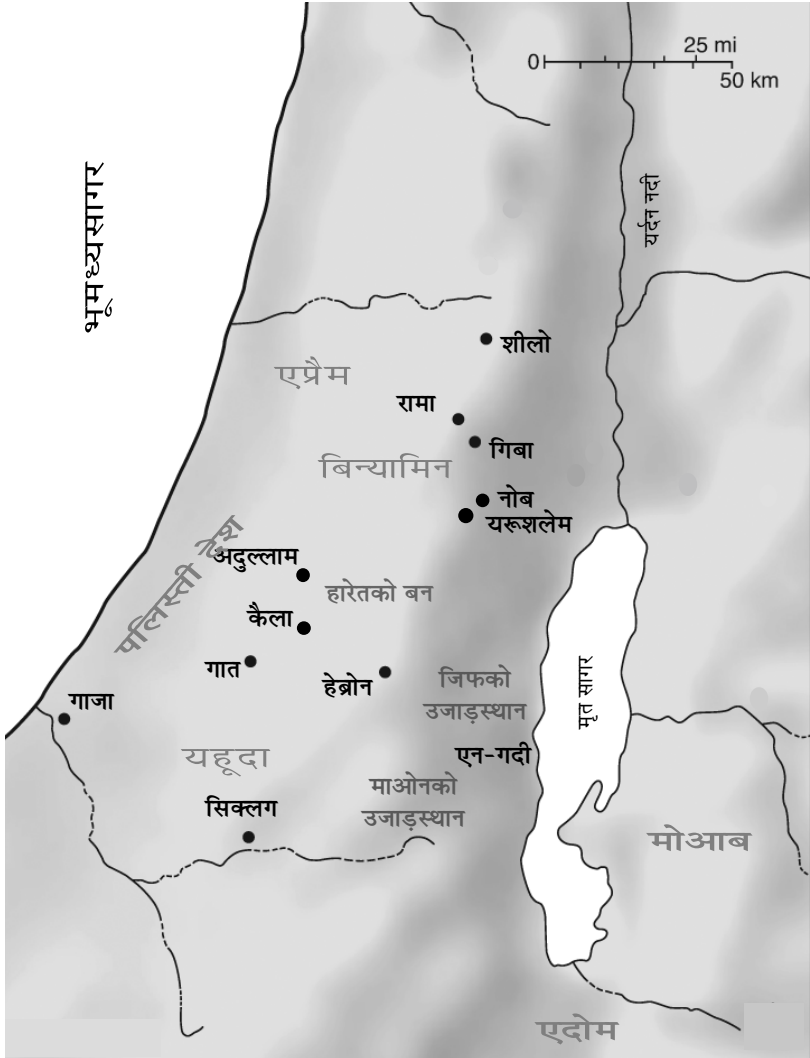 0
25 mi
50 km
भूमध्यसागर
यर्दन नदी
शीलो
एप्रैम
रामा
गिबा
बिन्यामिन
नोब
यरूशलेम
पलिस्ती देश
अदुल्लाम
हारेतको बन
कैला
गात
हेब्रोन
जिफको
उजाड़स्थान
मृत सागर
गाजा
यहूदा
एन-गदी
माओनको
उजाड़स्थान
सिक्लग
मोआब
एदोम